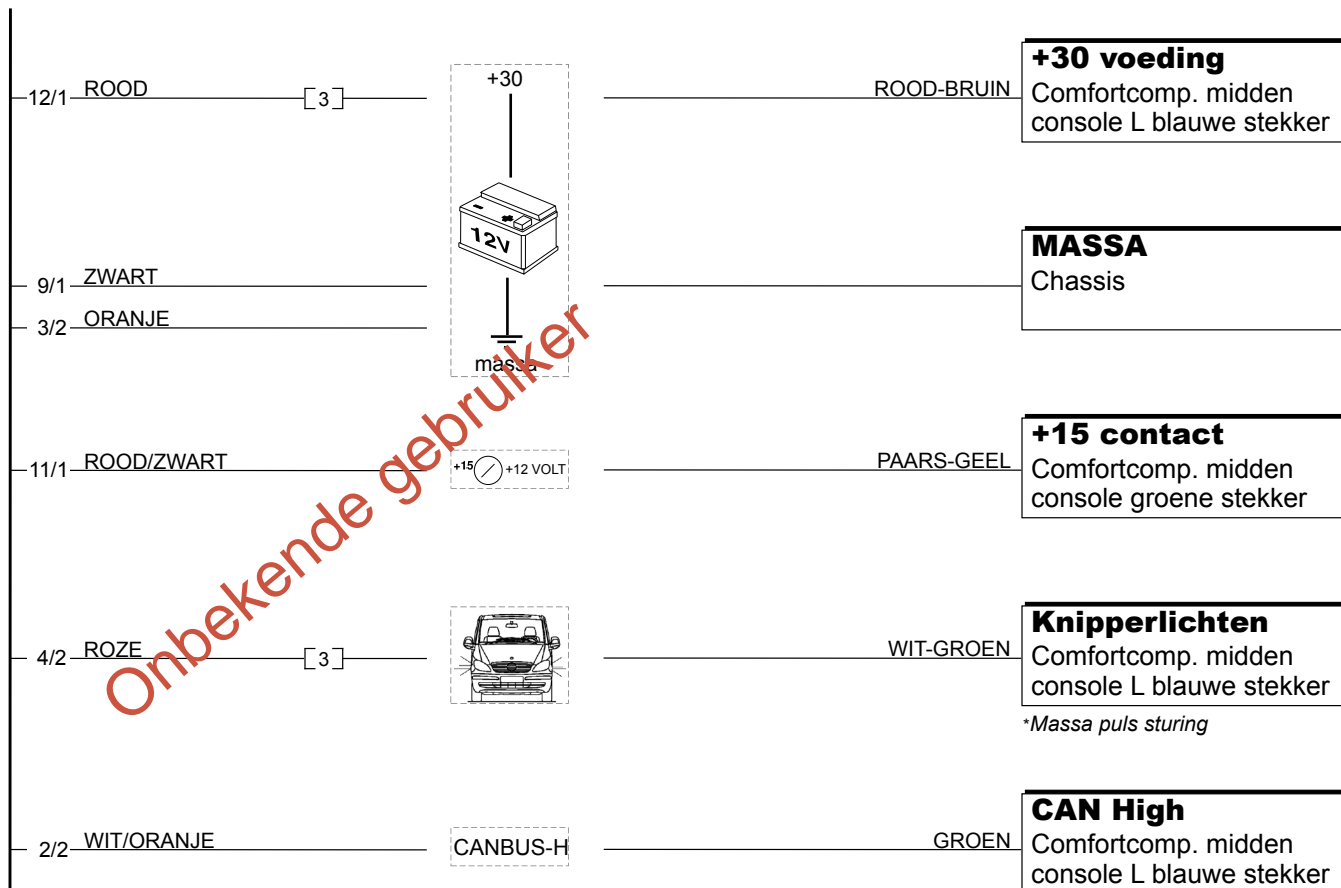 12/1 ROOD [3]
+30
ROOD-BRUIN
+30 voeding
Comfortcomp. midden
console L blauwe stekker
12V
9/1 ZWART
3/2 ORANJE
massa
MASSA
Chassis
11/1 ROOD/ZWART
+15 +12 VOLT
PAARS-GEEL
+15 contact
Comfortcomp. midden
console groene stekker
Onbekende gebruiker
4/2 ROZE [3]
WIT-GROEN
Knipperlichten
Comfortcomp. midden
console L blauwe stekker
*Massa puls sturing
2/2 WIT/ORANJE
CANBUS-H
GROEN
CAN High
Comfortcomp. midden
console L blauwe stekker